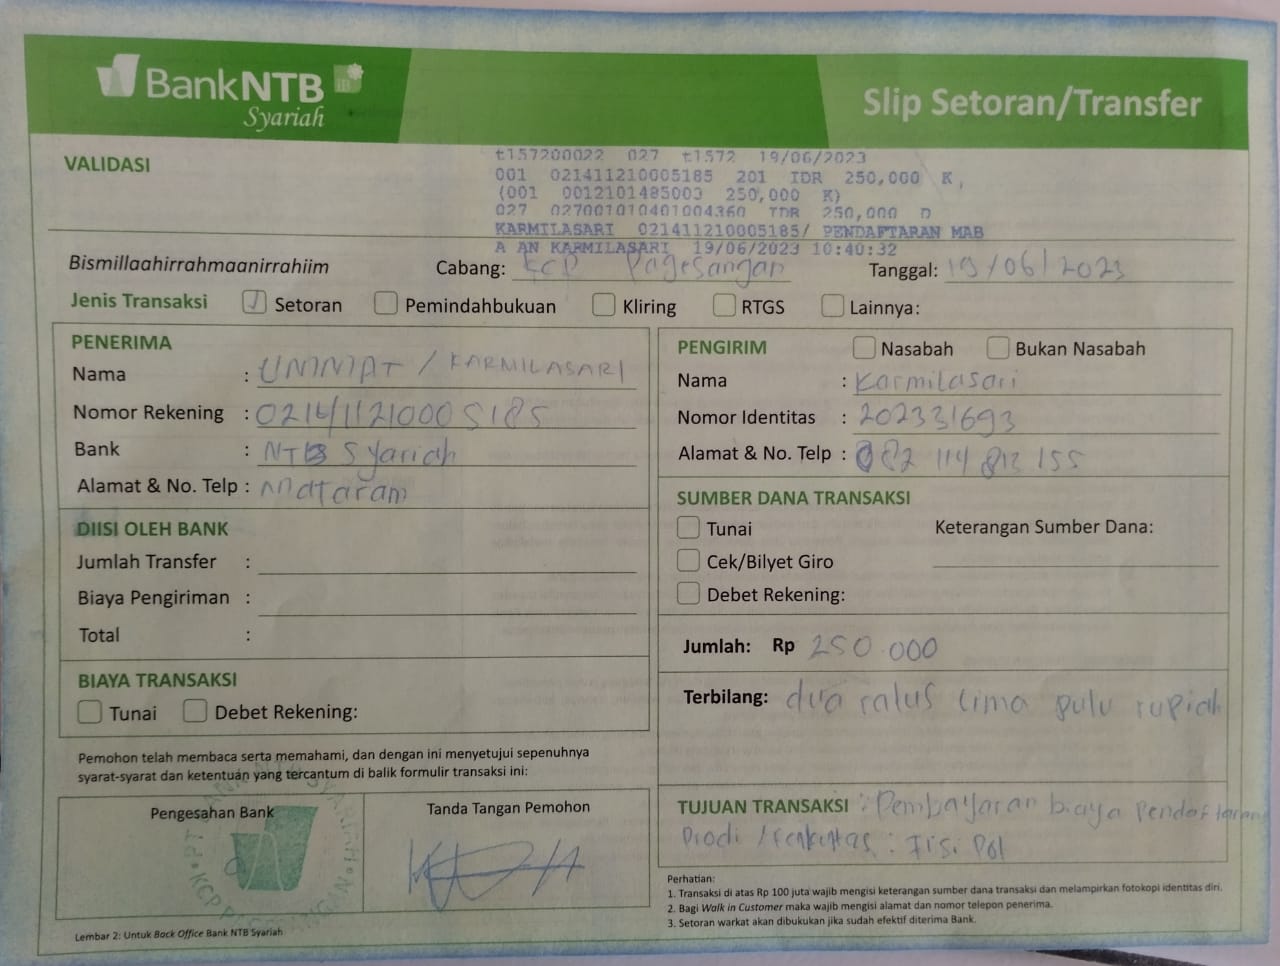 BankNTB
Syariah
Slip Setoran/Transfer
VALIDASI
t157200022 027 t1572 19/06/2023
001 021411210005185 201 IDR 250,000 K,
(001 0012101485003 250,000 K)
027 027001010401004360 IDR 250,000 D
KARMILASARI 021411210005185/ PENDAFTARAN MAB
A AN KARMILASARI 19/06/2023 10:40:32
Bismillaahirrahmaanirrahiim
Cabang: KCP Pagesangan
Tanggal: 19/06/2023
Jenis Transaksi Setoran Pemindahbukuan Kliring RTGS Lainnya:
PENERIMA
Nama : UMMAT / KARMILASARI
Nomor Rekening : 021411210005185
Bank : NTB Syariah
Alamat & No. Telp : Mataram
DIISI OLEH BANK
Jumlah Transfer :
Biaya Pengiriman :
Total :
BIAYA TRANSAKSI
Tunai Debet Rekening:
Pemohon telah membaca serta memahami, dan dengan ini menyetujui sepenuhnya
syarat-syarat dan ketentuan yang tercantum di balik formulir transaksi ini:
Pengesahan Bank
Tanda Tangan Pemohon
Lembar 2: Untuk Back Office Bank NTB Syariah
PENGIRIM Nasabah Bukan Nasabah
Nama : Karmilasari
Nomor Identitas : 202331693
Alamat & No. Telp : 082 114 813 155
SUMBER DANA TRANSAKSI
Tunai Keterangan Sumber Dana:
Cek/Bilyet Giro
Debet Rekening:
Jumlah: Rp 250.000
Terbilang: dua ratus lima pulu rupiah
TUJUAN TRANSAKSI : Pembayaran biaya Pendaftaran
Prodi / Fakultas : Fisi Pol
Perhatian:
1. Transaksi di atas Rp 100 juta wajib mengisi keterangan sumber dana transaksi dan melampirkan fotokopi identitas diri.
2. Bagi Walk in Customer maka wajib mengisi alamat dan nomor telepon penerima.
3. Setoran warkat akan dibukukan jika sudah efektif diterima Bank.